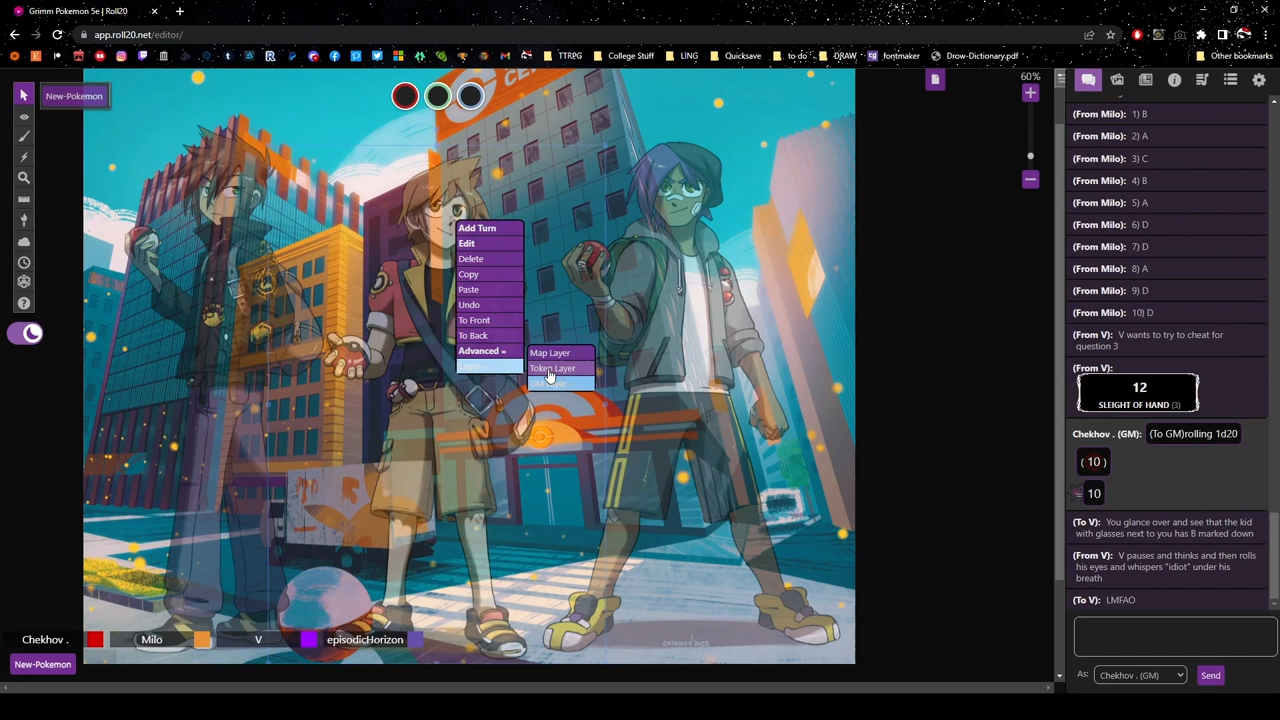 Grimm Pokemon 5e | Roll20
app.roll20.net/editor/
TTRPG
College Stuff
LING
Quicksave
to do
DRAW
fontmaker
Drow-Dictionary.pdf
Other bookmarks
New-Pokemon
60%
CE
Add Turn
Edit
Delete
Copy
Paste
Undo
To Front
To Back
Advanced »
Layer
Map Layer
Token Layer
GM Layer
(From Milo): 1) B
(From Milo): 2) A
(From Milo): 3) C
(From Milo): 4) B
(From Milo): 5) A
(From Milo): 6) D
(From Milo): 7) D
(From Milo): 8) A
(From Milo): 9) D
(From Milo): 10) D
(From V): V wants to try to cheat for
question 3
(From V):
12
SLEIGHT OF HAND (3)
Chekhov . (GM): (To GM)rolling 1d20
( 10 )
= 10
(To V): You glance over and see that the kid
with glasses next to you has B marked down
(From V): V pauses and thinks and then rolls
his eyes and whispers "idiot" under his
breath
(To V): LMFAO
As: Chekhov . (GM)
Send
Chekhov .
Milo
V
episodicHorizon
New-Pokemon